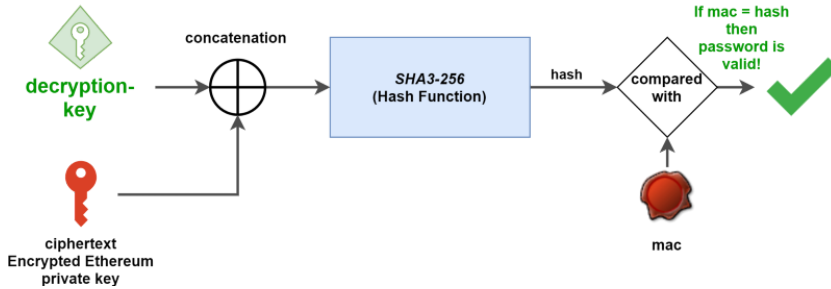 decryption-
key
concatenation
SHA3-256
(Hash Function)
hash
compared
with
If mac = hash
then
password is
valid!
ciphertext
Encrypted Ethereum
private key
mac